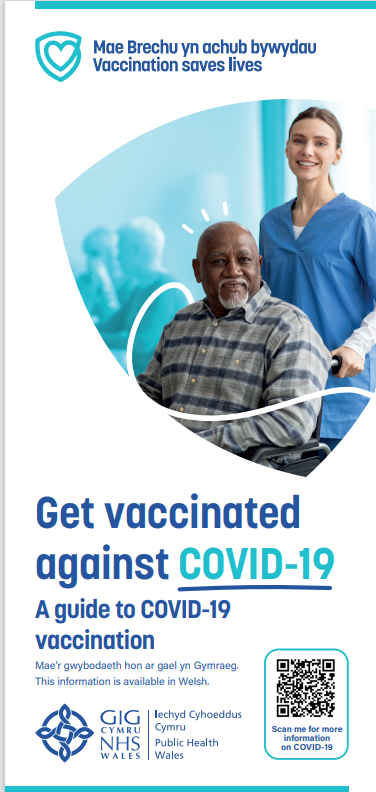 Mae Brechu yn achub bywydau
Vaccination saves lives
Get vaccinated
against COVID-19
A guide to COVID-19
vaccination
Mae'r gwybodaeth hon ar gael yn Gymraeg.
This information is available in Welsh.
GIG
CYMRU
NHS
WALES
Iechyd Cyhoeddus
Cymru
Public Health
Wales
Scan me for more
information
on COVID-19